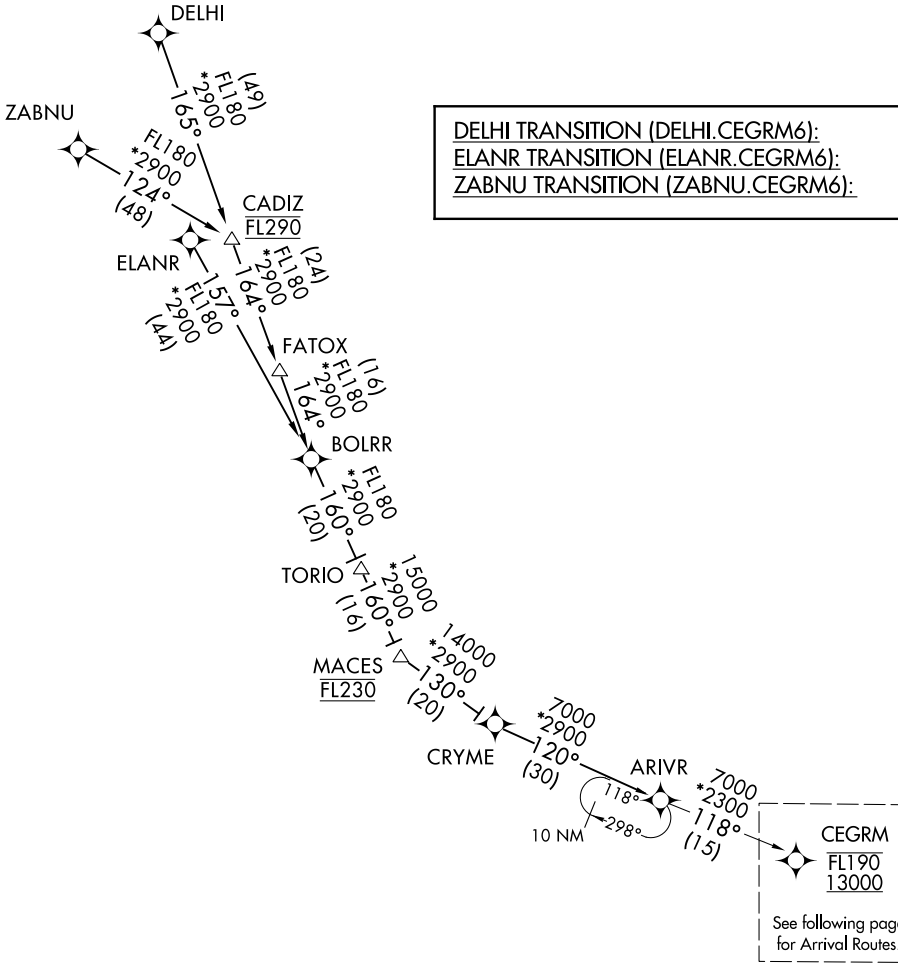 DELHI
(49)
FL180
*2900
165°
ZABNU
FL180
*2900
124°
(48)
DELHI TRANSITION (DELHI.CEGRM6):
ELANR TRANSITION (ELANR.CEGRM6):
ZABNU TRANSITION (ZABNU.CEGRM6):
CADIZ
FL290
ELANR
(24)
FL180
*2900
164°
157°
FL180
*2900
(44)
FATOX
(16)
FL180
*2900
164°
BOLRR
FL180
*2900
160°
(20)
TORIO
15000
*2900
160°
(16)
MACES
FL230
14000
*2900
130°
(20)
CRYME
7000
*2900
120°
(30)
ARIVR
118°
298°
10 NM
7000
*2300
118°
(15)
CEGRM
FL190
13000
See following page
for Arrival Routes.